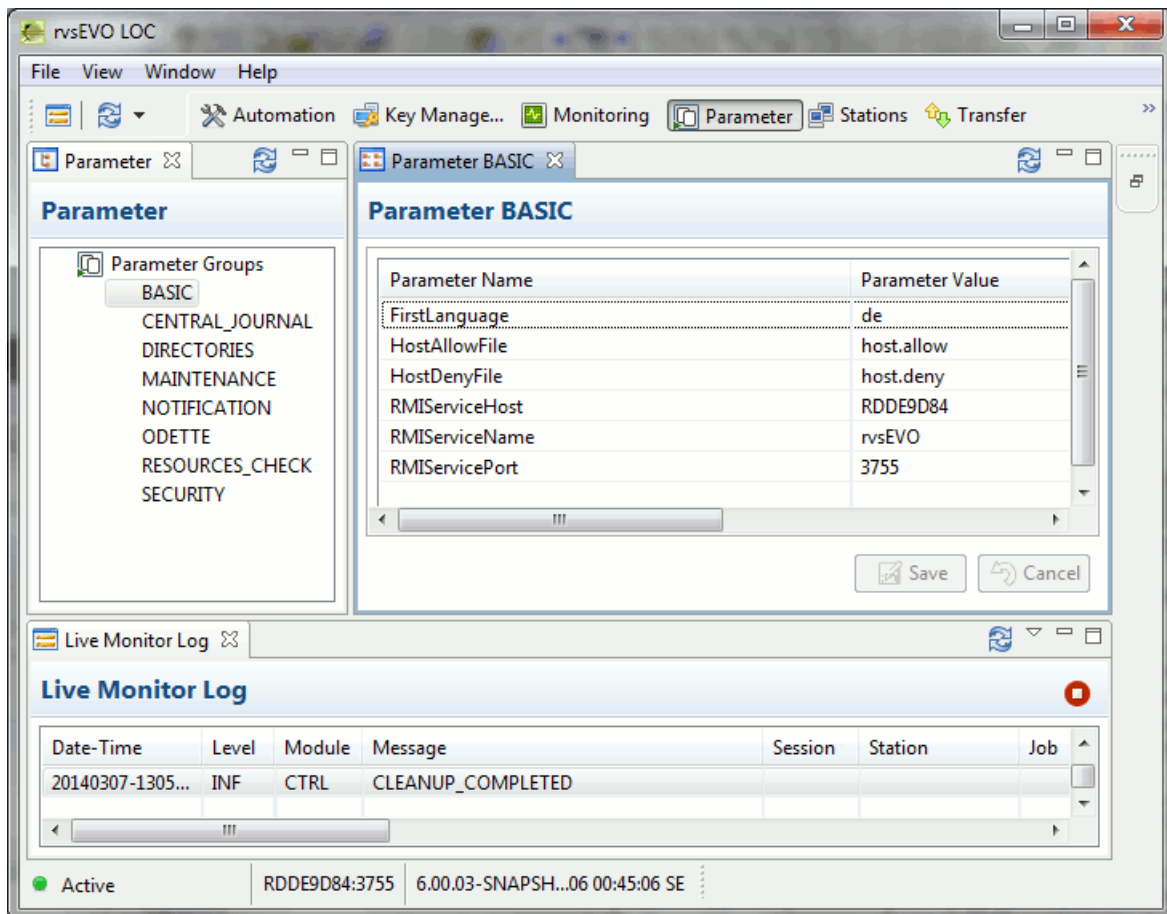 rvsEVO LOC
File View Window Help
Automation Key Manage... Monitoring Parameter Stations Transfer
Parameter
Parameter BASIC
Parameter
Parameter BASIC
Parameter Groups
BASIC
CENTRAL_JOURNAL
DIRECTORIES
MAINTENANCE
NOTIFICATION
ODETTE
RESOURCES_CHECK
SECURITY
Parameter Name Parameter Value
FirstLanguage de
HostAllowFile host.allow
HostDenyFile host.deny
RMIServiceHost RDDE9D84
RMIServiceName rvsEVO
RMIServicePort 3755
Save Cancel
Live Monitor Log
Live Monitor Log
Date-Time Level Module Message Session Station Job
20140307-1305... INF CTRL CLEANUP_COMPLETED
Active RDDE9D84:3755 6.00.03-SNAPSH...06 00:45:06 SE